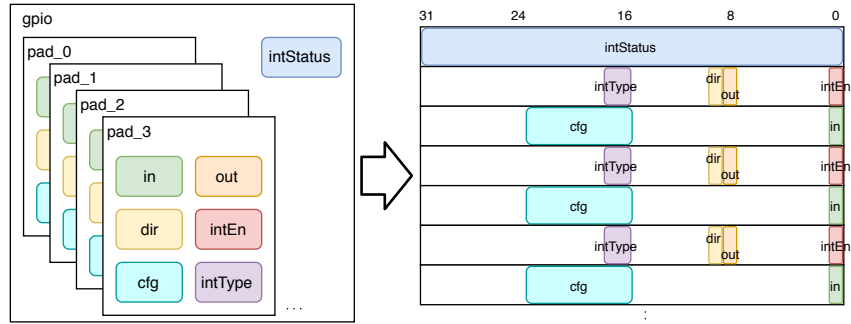 gpio
pad_0
pad_1
pad_2
pad_3
intStatus
in
out
dir
intEn
cfg
intType
. . .
31
24
16
8
0
intStatus
intType
dir
out
intEn
cfg
in
intType
dir
out
intEn
cfg
in
intType
dir
out
intEn
cfg
in
: